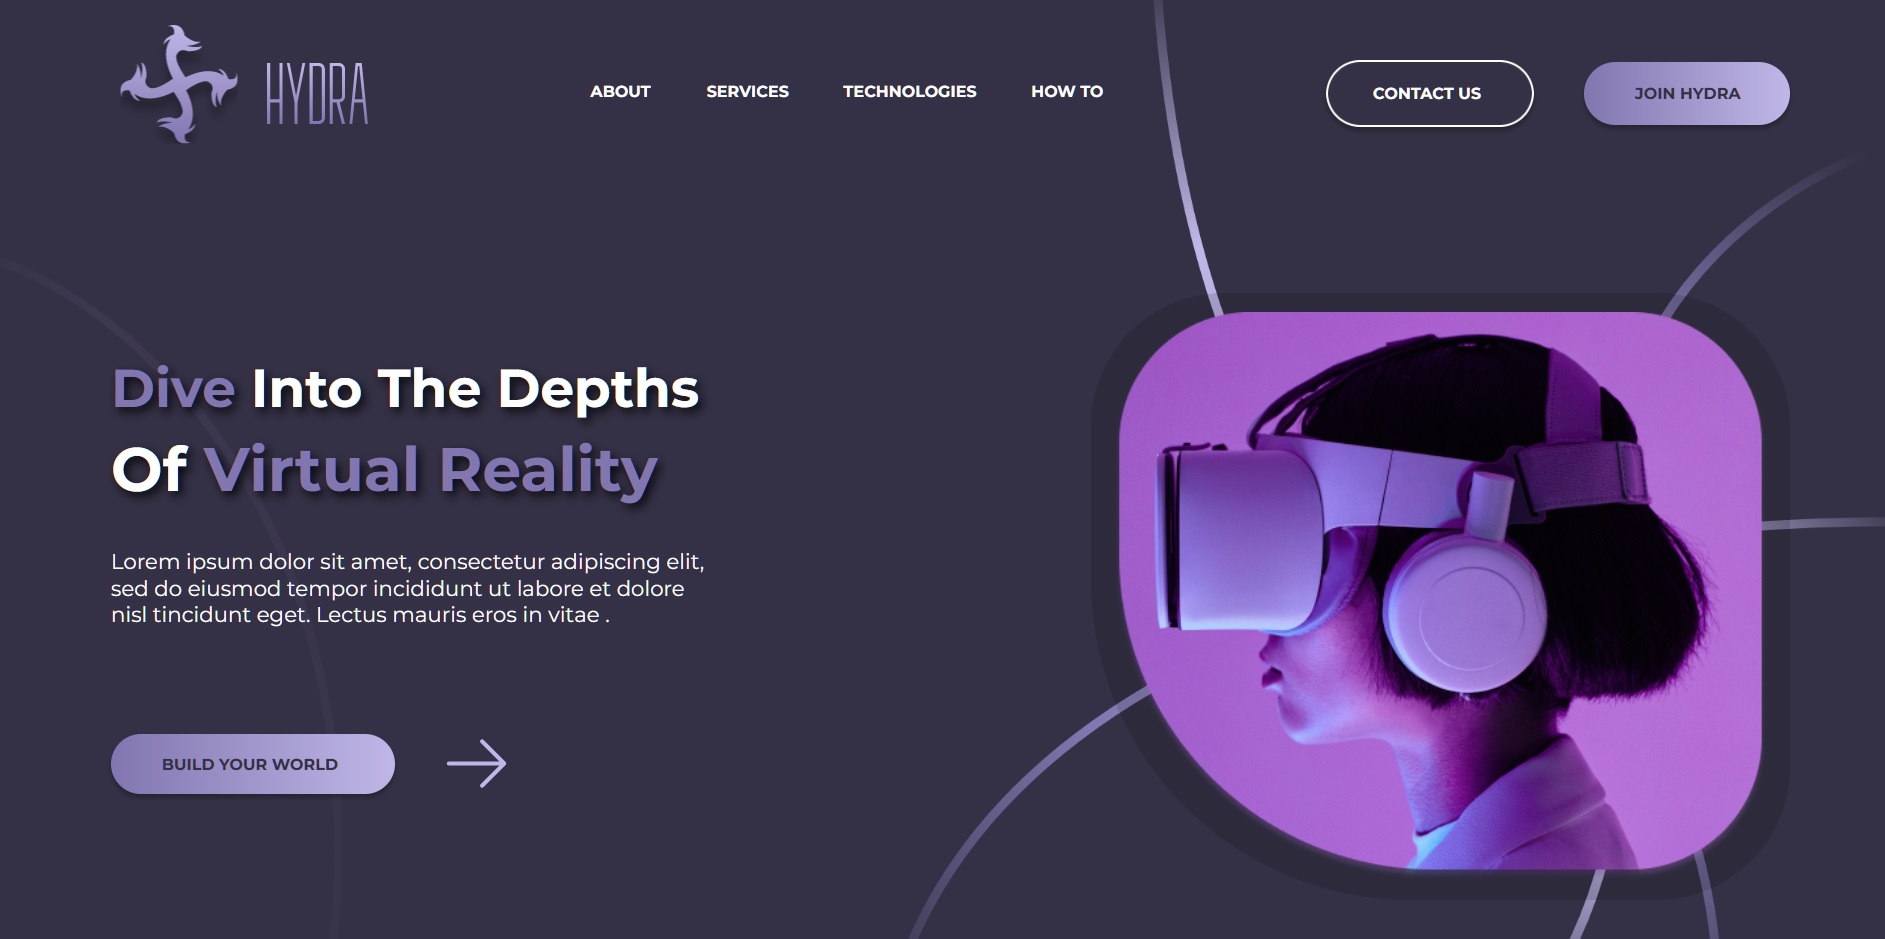 HYDRA
ABOUT
SERVICES
TECHNOLOGIES
HOW TO
CONTACT US
JOIN HYDRA
Dive Into The Depths
Of Virtual Reality
Lorem ipsum dolor sit amet, consectetur adipiscing elit,
sed do eiusmod tempor incididunt ut labore et dolore
nisl tincidunt eget. Lectus mauris eros in vitae .
BUILD YOUR WORLD